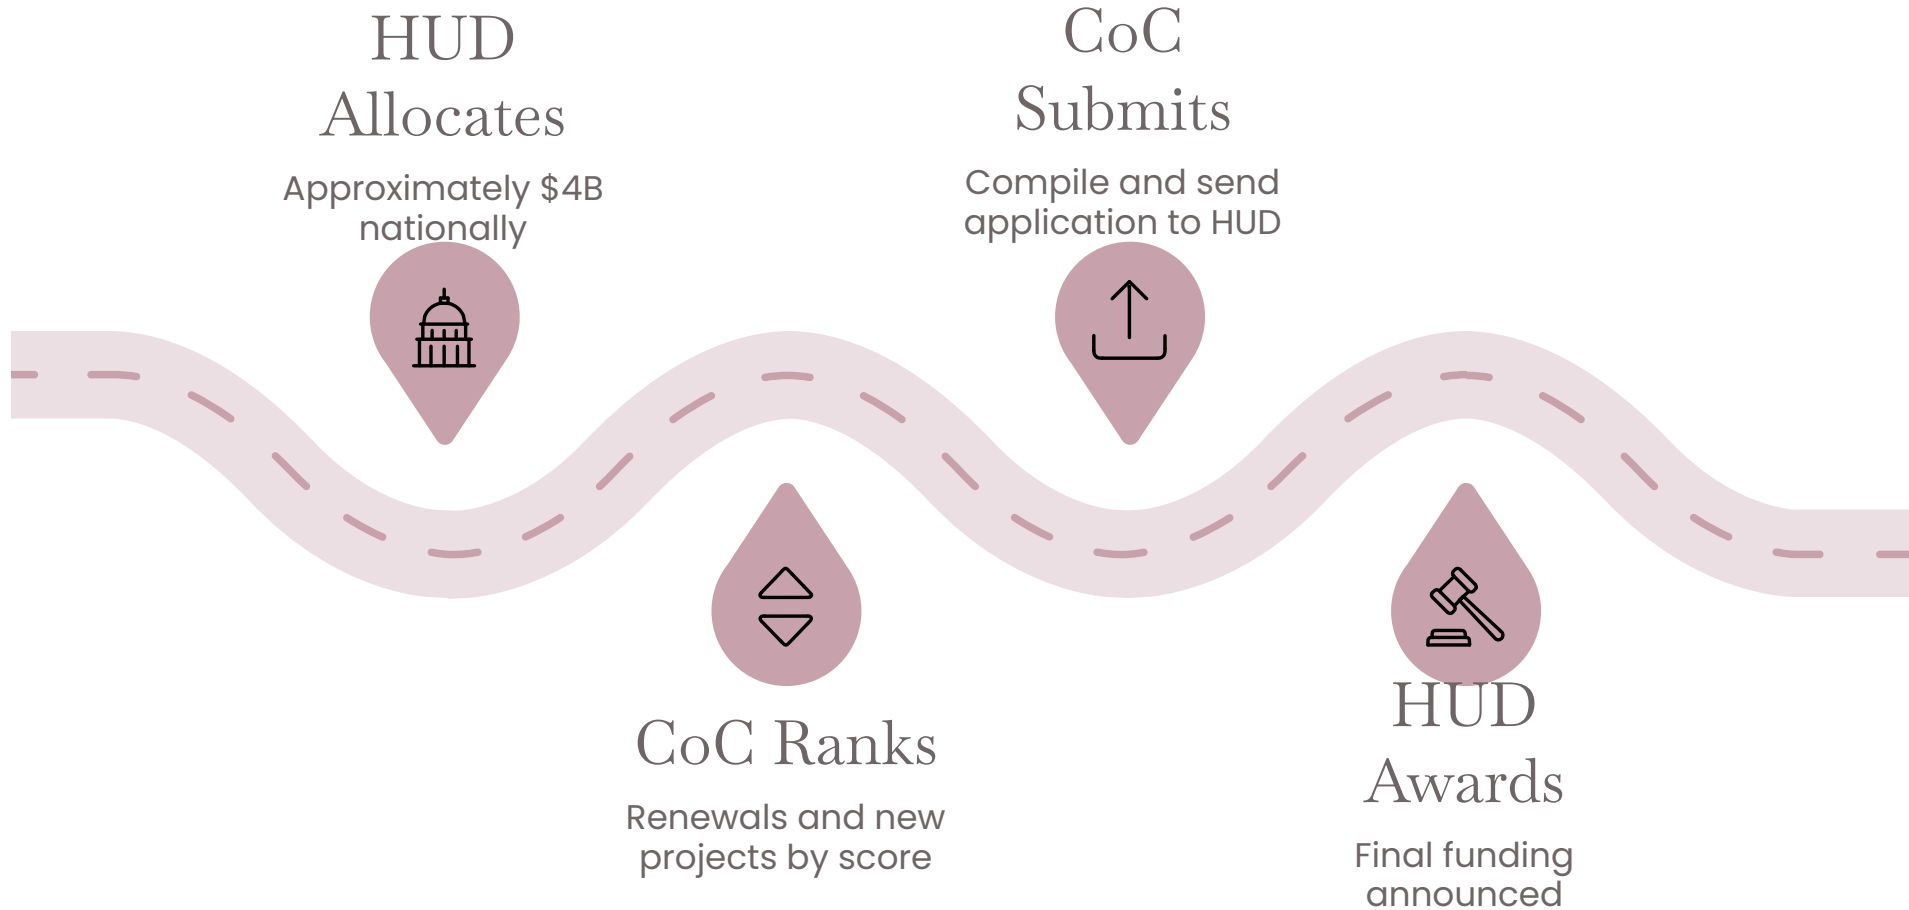 HUD
Allocates
Approximately $4B
nationally
CoC Ranks
Renewals and new
projects by score
CoC
Submits
Compile and send
application to HUD
HUD
Awards
Final funding
announced